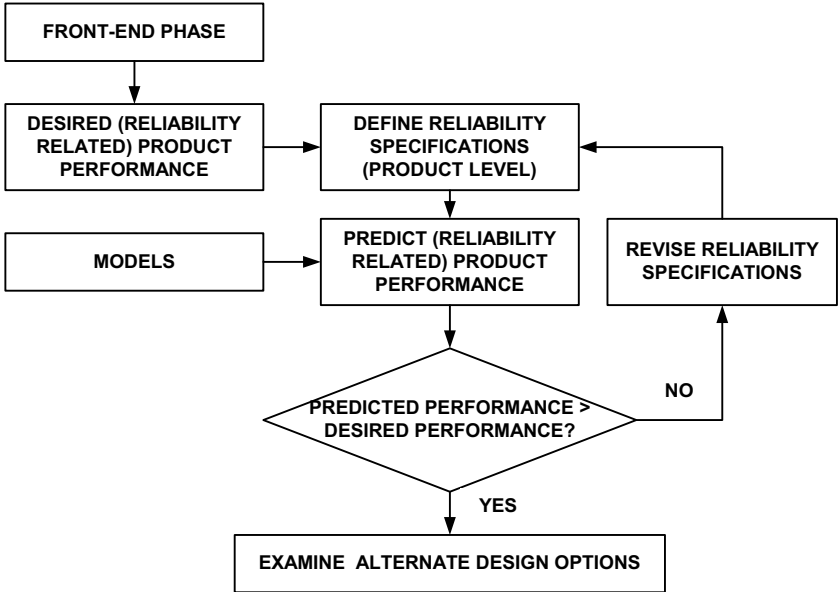 FRONT-END PHASE
DESIRED (RELIABILITY
RELATED) PRODUCT
PERFORMANCE
DEFINE RELIABILITY
SPECIFICATIONS
(PRODUCT LEVEL)
MODELS
PREDICT (RELIABILITY
RELATED) PRODUCT
PERFORMANCE
REVISE RELIABILITY
SPECIFICATIONS
PREDICTED PERFORMANCE >
DESIRED PERFORMANCE?
NO
YES
EXAMINE ALTERNATE DESIGN OPTIONS